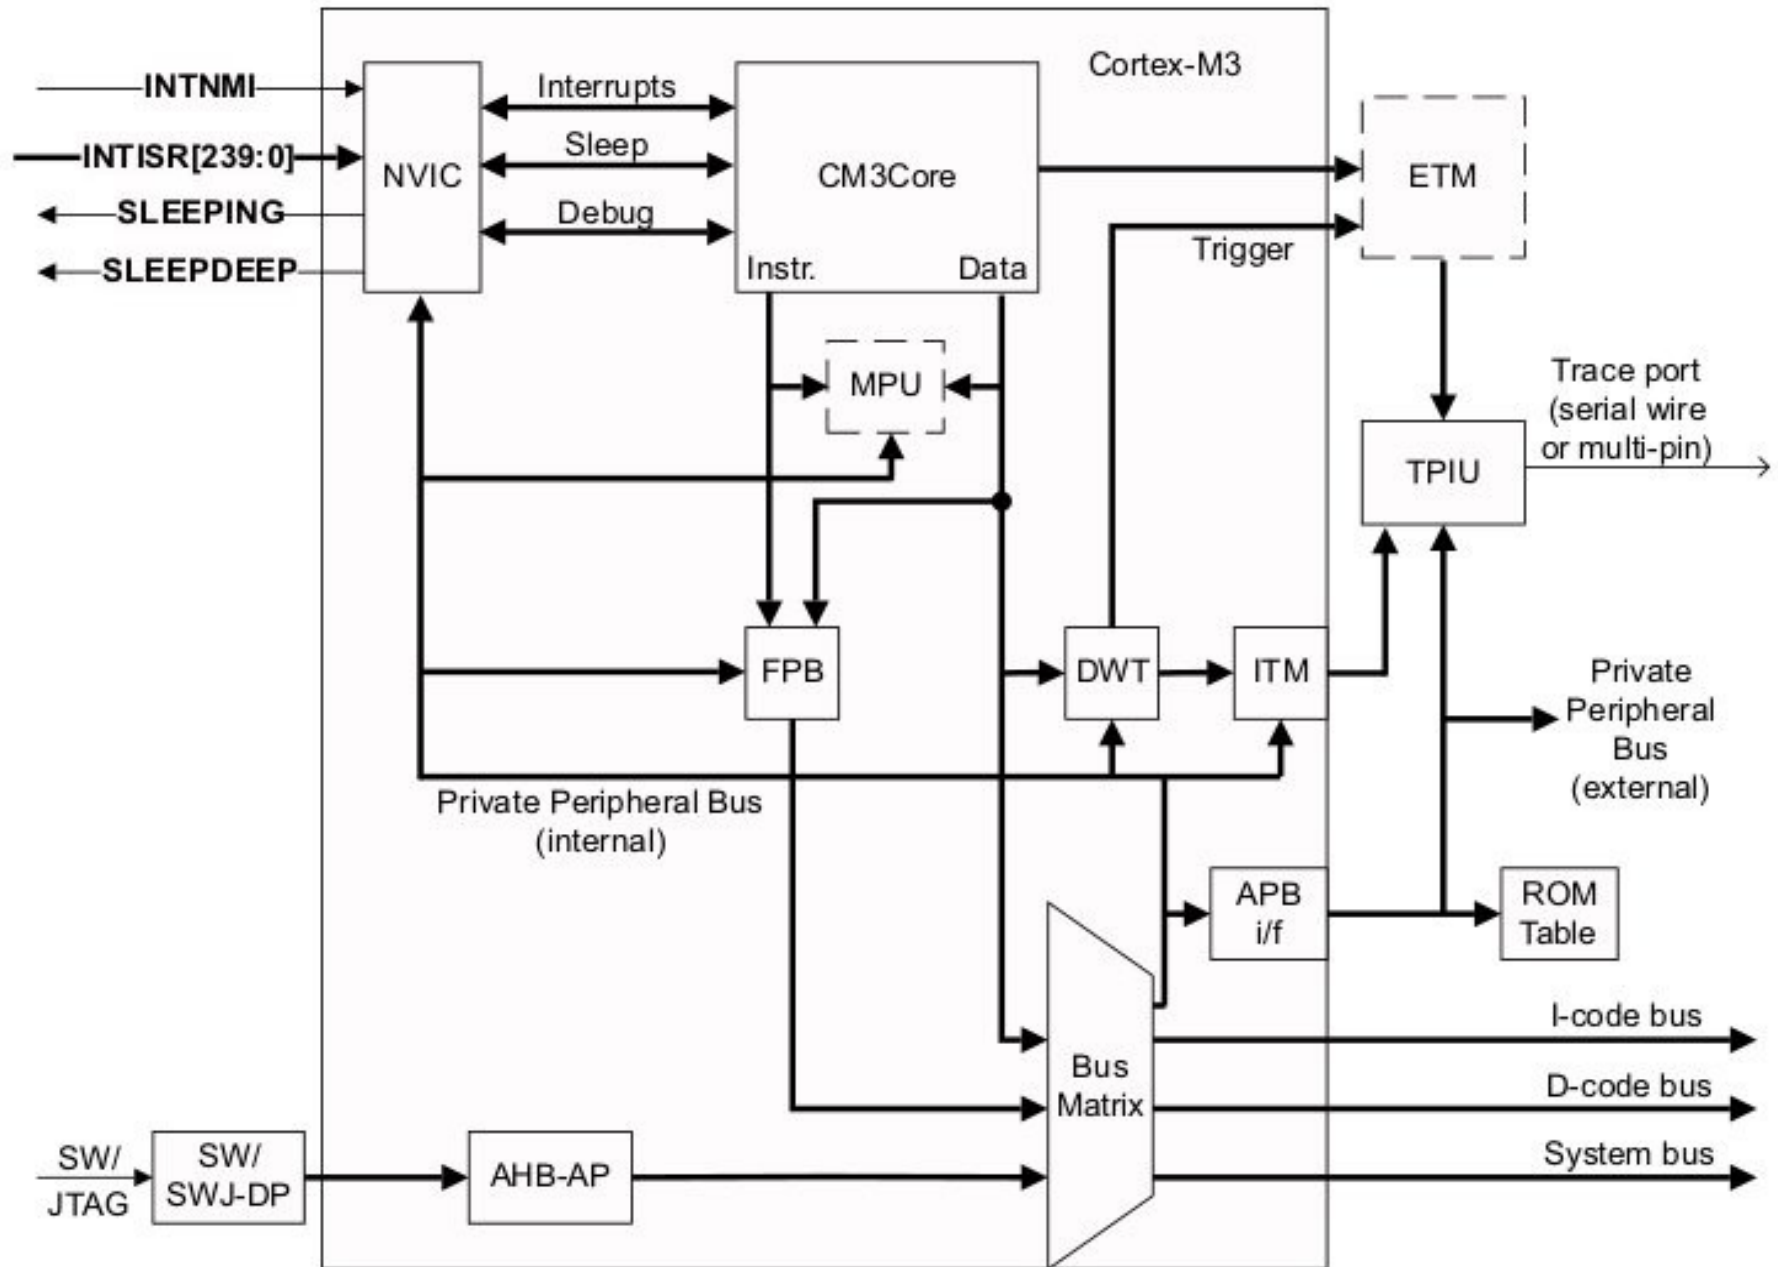 Cortex-M3
INTNMI
INTISR[239:0]
SLEEPING
SLEEPDEEP
NVIC
Interrupts
Sleep
Debug
CM3Core
Instr.
Data
ETM
Trigger
MPU
Trace port
(serial wire
or multi-pin)
TPIU
FPB
DWT
ITM
Private
Peripheral
Bus
(external)
Private Peripheral Bus
(internal)
APB
i/f
ROM
Table
I-code bus
Bus
Matrix
D-code bus
System bus
SW/
JTAG
SW/
SWJ-DP
AHB-AP